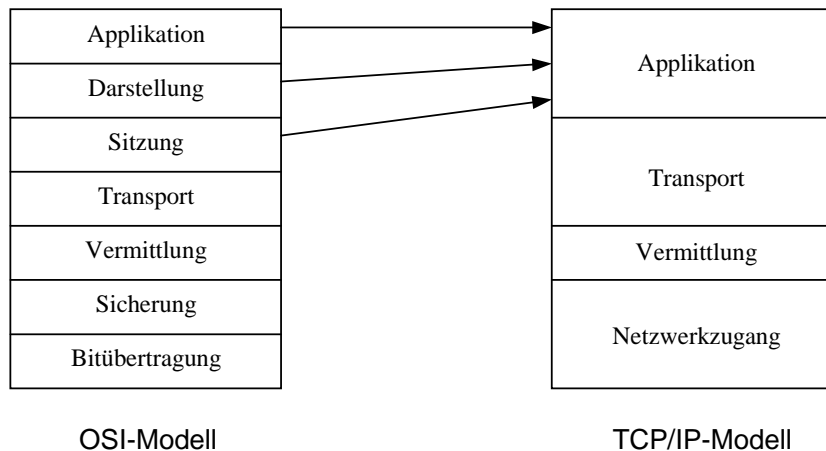 Applikation
Darstellung
Sitzung
Transport
Vermittlung
Sicherung
Bitübertragung
OSI-Modell
Applikation
Transport
Vermittlung
Netzwerkzugang
TCP/IP-Modell